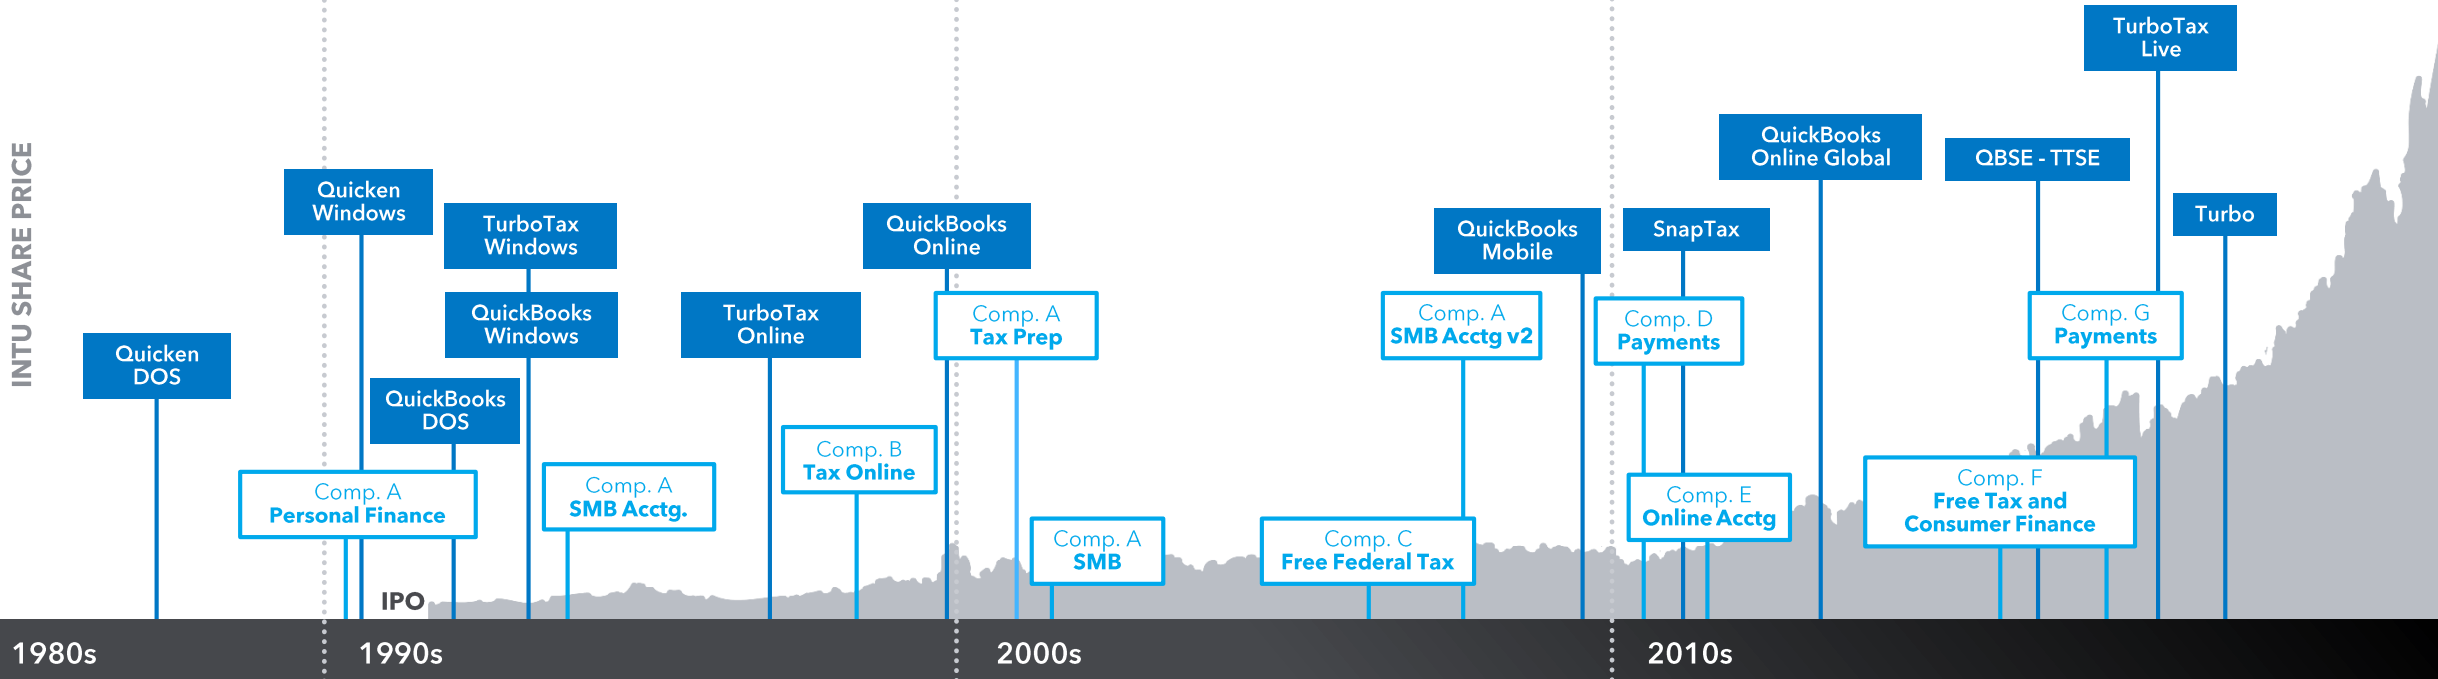 INTU SHARE PRICE
Quicken
DOS
Quicken
Windows
Comp. A
Personal Finance
QuickBooks
DOS
TurboTax
Windows
QuickBooks
Windows
Comp. A
SMB Acctg.
TurboTax
Online
Comp. B
Tax Online
QuickBooks
Online
Comp. A
Tax Prep
Comp. A
SMB
Comp. C
Free Federal Tax
Comp. A
SMB Acctg v2
QuickBooks
Mobile
SnapTax
Comp. D
Payments
Comp. E
Online Acctg
QuickBooks
Online Global
QBSE - TTSE
Comp. F
Free Tax and
Consumer Finance
Comp. G
Payments
TurboTax
Live
Turbo
IPO
1980s
1990s
2000s
2010s